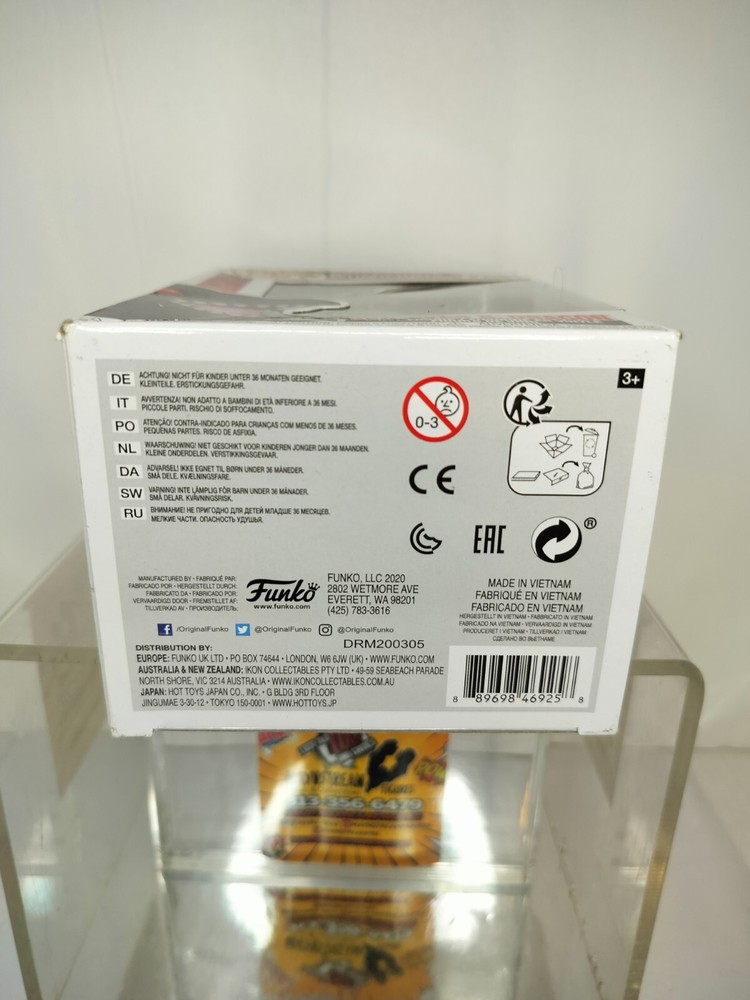 DE ACHTUNG! NICHT FÜR KINDER UNTER 36 MONATEN GEEIGNET.
KLEINTEILE. ERSTICKUNGSGEFAHR.
IT AVVERTENZA! NON ADATTO A BAMBINI DI ETÀ INFERIORE A 36 MESI.
PICCOLE PARTI. RISCHIO DI SOFFOCAMENTO.
PO ATENÇÃO! CONTRA-INDICADO PARA CRIANÇAS COM MENOS DE 36 MESES.
PEQUENAS PARTES. RISCO DE ASFIXIA.
NL WAARSCHUWING! NIET GESCHIKT VOOR KINDEREN JONGER DAN 36 MAANDEN.
KLEINE ONDERDELEN. VERSTIKKINGSGEVAAR.
DA ADVARSEL! IKKE EGNET TIL BØRN UNDER 36 MÅNEDER.
SMÅ DELE. KVÆLNINGSFARE.
SW VARNING! INTE LÄMPLIG FÖR BARN UNDER 36 MÅNADER.
SMÅ DELAR. KVÄVNINGSRISK.
RU ВНИМАНИЕ! НЕ ПРИГОДНО ДЛЯ ДЕТЕЙ МЛАДШЕ 36 МЕСЯЦЕВ.
МЕЛКИЕ ЧАСТИ. ОПАСНОСТЬ УДУШЬЯ.
0-3
3+
CE
EAC
®
MANUFACTURED BY • FABRIQUÉ PAR:
FABRICADO POR • HERGESTELLT DURCH:
FABRICATO DA • FABRICADO POR:
VERVAARDIGD DOOR • FREMSTILLET AF:
TILLVERKAD AV • ПРОИЗВОДИТЕЛЬ:
Funko
www.funko.com
FUNKO, LLC 2020
2802 WETMORE AVE
EVERETT, WA 98201
(425) 783-3616
MADE IN VIETNAM
FABRIQUÉ EN VIETNAM
FABRICADO EN VIETNAM
HERGESTELLT IN VIETNAM • FABBRICATO IN VIETNAM
FABRICADO NA VIETNAM • VERVAARDIGD IN VIETNAM
PRODUCERET I VIETNAM • TILLVERKAD I VIETNAM
СДЕЛАНО ВО ВЬЕТНАМЕ
/OriginalFunko @OriginalFunko @OriginalFunko
DRM200305
DISTRIBUTION BY:
EUROPE: FUNKO UK LTD • PO BOX 74644 • LONDON, W6 6JW (UK) • WWW.FUNKO.COM
AUSTRALIA & NEW ZEALAND: IKON COLLECTABLES PTY LTD • 49-59 SEABEACH PARADE
NORTH SHORE, VIC 3214 AUSTRALIA • WWW.IKONCOLLECTABLES.COM.AU
JAPAN: HOT TOYS JAPAN CO., INC. • G BLDG 3RD FLOOR
JINGUMAE 3-30-12 • TOKYO 150-0001 • WWW.HOTTOYS.JP
8 89698 46925 8